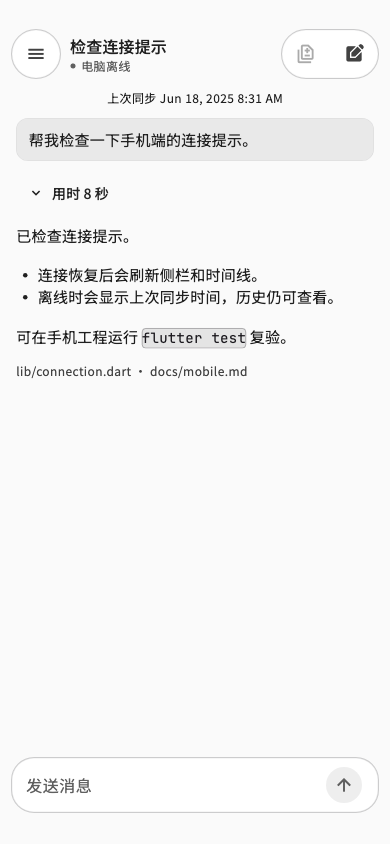 检查连接提示
电脑离线
上次同步 Jun 18, 2025 8:31 AM
帮我检查一下手机端的连接提示。
用时 8 秒
已检查连接提示。
• 连接恢复后会刷新侧栏和时间线。
• 离线时会显示上次同步时间，历史仍可查看。
可在手机工程运行 flutter test 复验。
lib/connection.dart • docs/mobile.md
发送消息